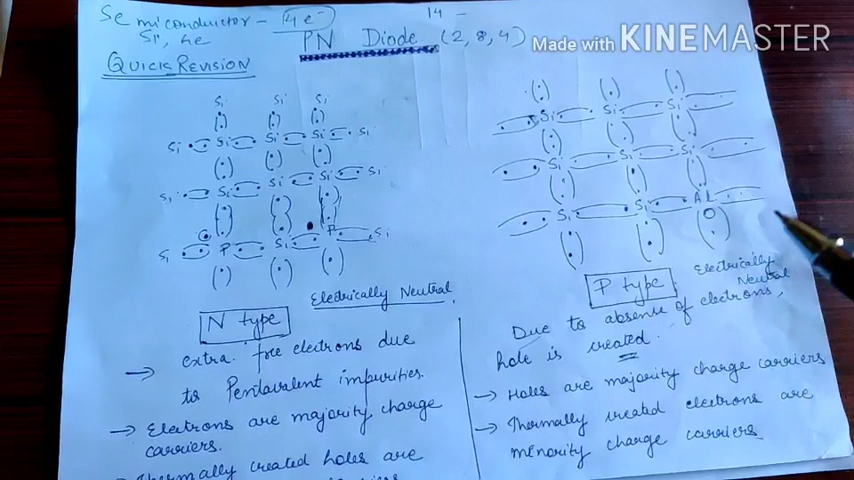 Semiconductor - 4e⁻
14 -
Si, Ge
PN Diode (2, 8, 4)
Made with KINEMASTER
QUICK REVISION
Si Si Si
Si Si Si Si Si
Si Si Si Si Si
Si P Si P Si
Si Si Si
Si Si Si
Si Si AL
Electrically Neutral
N type
P type
Electrically
Neutral
→ extra free electrons due
to Pentavalent impurities.
→ Electrons are majority charge
carriers.
→ Thermally created holes are
Due to absence of electrons,
hole is created.
→ Holes are majority charge carriers
→ Thermally created electrons are
minority charge carriers